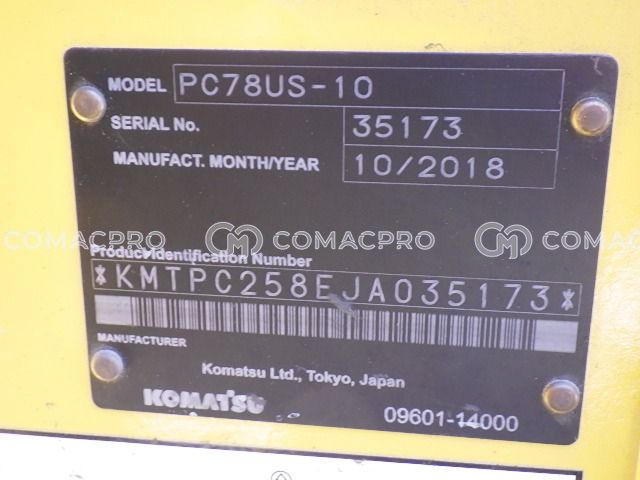 MODEL PC78US-10
SERIAL No. 35173
MANUFACT. MONTH/YEAR 10/2018
COMACPRO COMACPRO COMACPRO
Product Identification Number
*KMTPC258EJA035173*
MANUFACTURER
Komatsu Ltd., Tokyo, Japan
KOMATSU
09601-14000